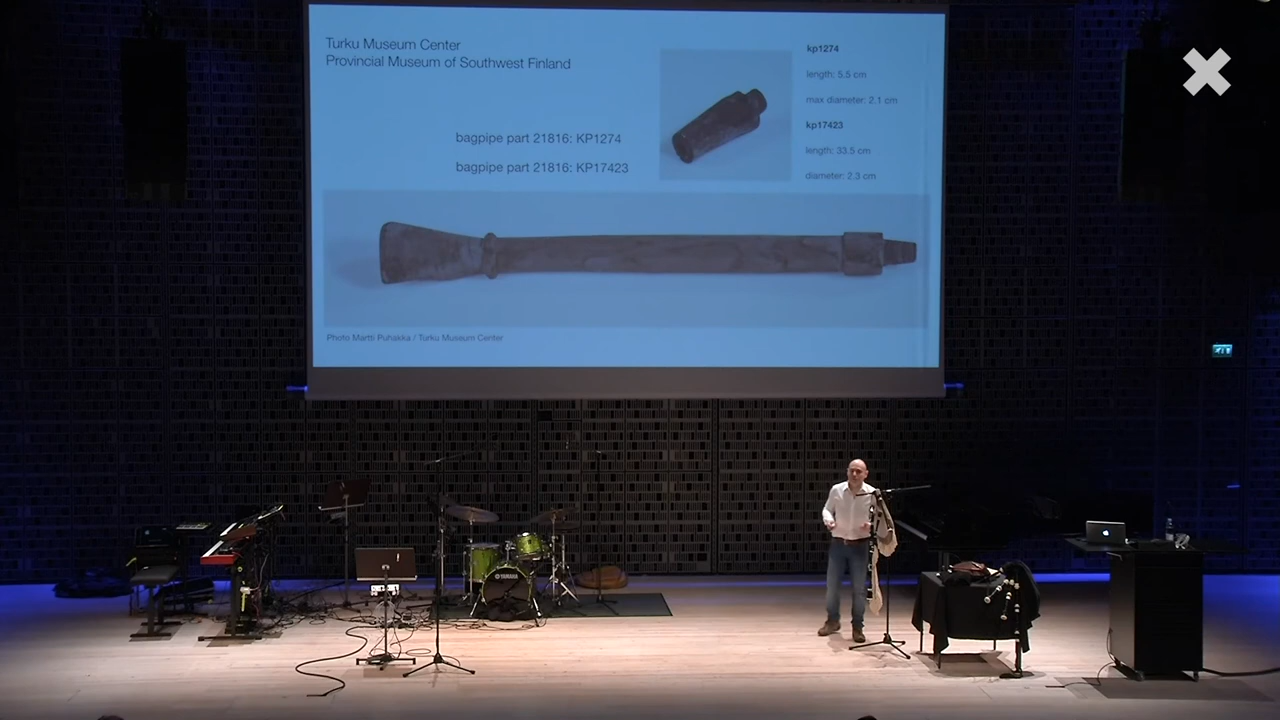 Turku Museum Center
Provincial Museum of Southwest Finland
bagpipe part 21816: KP1274
bagpipe part 21816: KP17423
kp1274
length: 5.5 cm
max diameter: 2.1 cm
kp17423
length: 33.5 cm
diameter: 2.3 cm
Photo Martti Puhakka / Turku Museum Center
YAMAHA